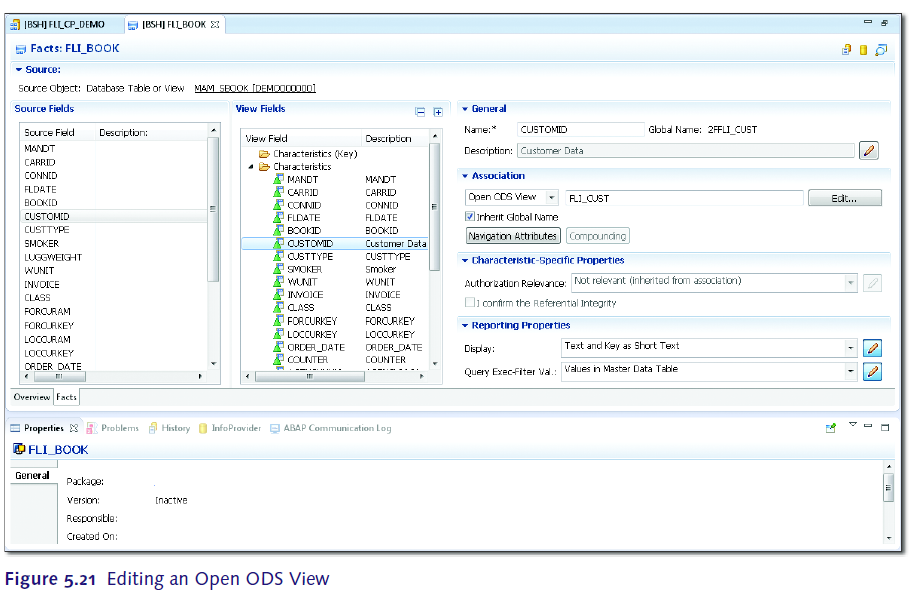 [BSH] FLI_CP_DEMO
[BSH] FLI_BOOK
Facts: FLI_BOOK
Source:
Source Object: Database Table or View MAM_SBOOK [DEMO000000]
Source Fields
Source Field Description:
MANDT
CARRID
CONNID
FLDATE
BOOKID
CUSTOMID
CUSTTYPE
SMOKER
LUGGWEIGHT
WUNIT
INVOICE
CLASS
FORCURAM
FORCURKEY
LOCCURAM
LOCCURKEY
ORDER_DATE
View Fields
View Field Description
Characteristics (Key)
Characteristics
MANDT MANDT
CARRID CARRID
CONNID CONNID
FLDATE FLDATE
BOOKID BOOKID
CUSTOMID Customer Data
CUSTTYPE CUSTTYPE
SMOKER Smoker
WUNIT WUNIT
INVOICE INVOICE
CLASS CLASS
FORCURKEY FORCURKEY
LOCCURKEY LOCCURKEY
ORDER_DATE ORDER_DATE
COUNTER COUNTER
General
Name:* CUSTOMID Global Name: 2FFLI_CUST
Description: Customer Data
Association
Open ODS View FLI_CUST Edit...
Inherit Global Name
Navigation Attributes Compounding
Characteristic-Specific Properties
Authorization Relevance: Not relevant (inherited from association)
I confirm the Referential Integrity
Reporting Properties
Display: Text and Key as Short Text
Query Exec-Filter Val.: Values in Master Data Table
Overview Facts
Properties Problems History InfoProvider ABAP Communication Log
FLI_BOOK
General
Package:
Version: Inactive
Responsible:
Created On:
Figure 5.21 Editing an Open ODS View